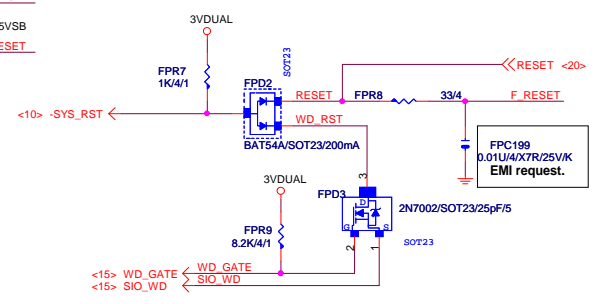 5VSB
ESET
3VDUAL
FPR7
1K/4/1
FPD2
SOT23
RESET <20>
RESET
FPR8
33/4
F_RESET
<10> -SYS_RST
WD_RST
BAT54A/SOT23/200mA
FPC199
0.01U/4/X7R/25V/K
EMI request.
3VDUAL
FPD3
3
D
G
S
2N7002/SOT23/25pF/5
SOT23
FPR9
8.2K/4/1
2
1
<15> WD_GATE
WD_GATE
<15> SIO_WD
SIO_WD